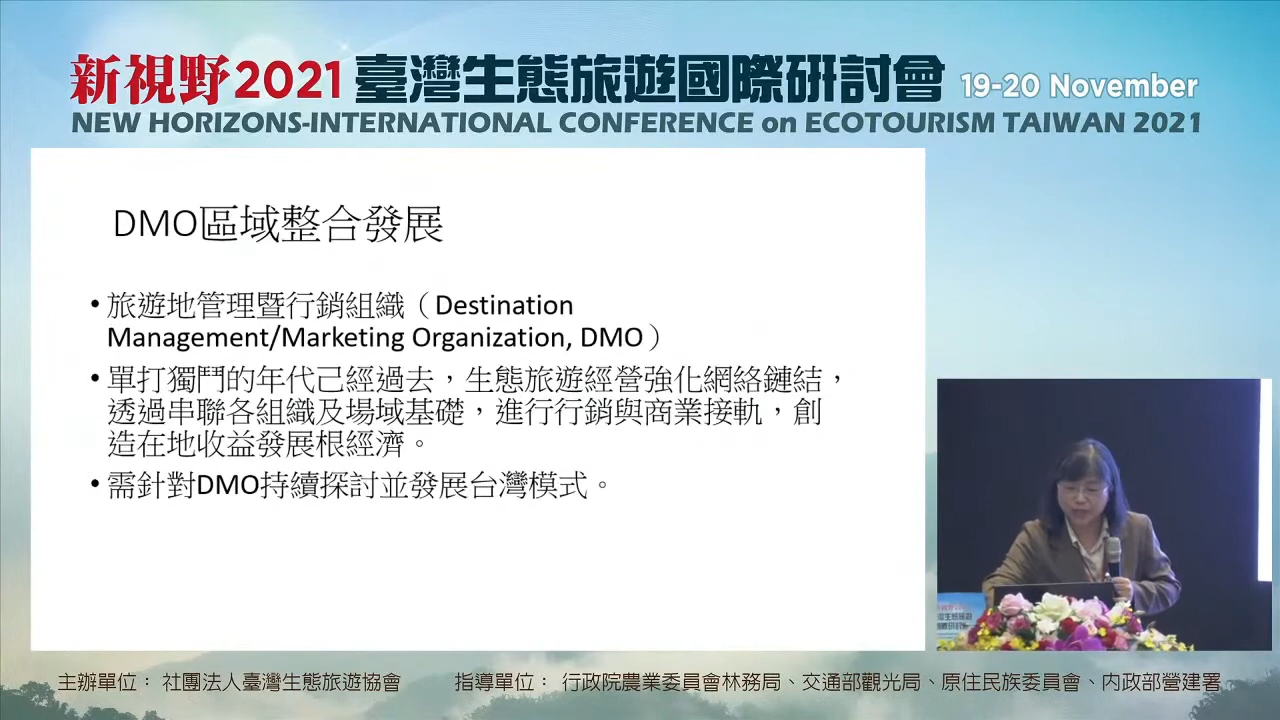 新視野2021臺灣生態旅遊國際研討會 19-20 November
NEW HORIZONS-INTERNATIONAL CONFERENCE on ECOTOURISM TAIWAN 2021
DMO區域整合發展
• 旅遊地管理暨行銷組織（Destination
Management/Marketing Organization, DMO）
• 單打獨鬥的年代己經過去，生態旅遊經營強化網絡鏈結，
透過串聯各組織及場域基礎，進行行銷與商業接軌，創
造在地收益發展根經濟。
• 需針對DMO持續探討並發展台灣模式。
主辦單位： 社團法人臺灣生態旅遊協會 指導單位： 行政院農業委員會林務局、交通部觀光局、原住民族委員會、內政部營建署